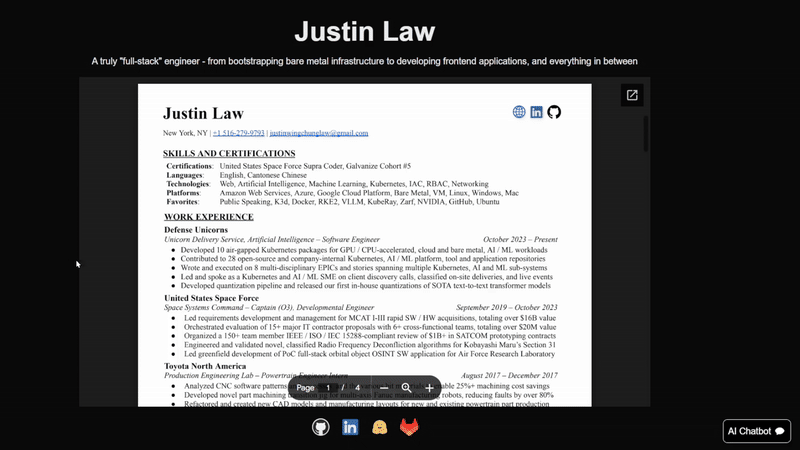 Justin Law
A truly "full-stack" engineer - from bootstrapping bare metal infrastructure to developing frontend applications, and everything in between
Justin Law
New York, NY | +1 516-279-9793 | justinwingchunglaw@gmail.com
SKILLS AND CERTIFICATIONS
Certifications: United States Space Force Supra Coder, Galvanize Cohort #5
Languages: English, Cantonese Chinese
Technologies: Web, Artificial Intelligence, Machine Learning, Kubernetes, IAC, RBAC, Networking
Platforms: Amazon Web Services, Azure, Google Cloud Platform, Bare Metal, VM, Linux, Windows, Mac
Favorites: Public Speaking, K3d, Docker, RKE2, VLLM, KubeRay, Zarf, NVIDIA, GitHub, Ubuntu
WORK EXPERIENCE
Defense Unicorns
Unicorn Delivery Service, Artificial Intelligence – Software Engineer October 2023 – Present
● Developed 10 air-gapped Kubernetes packages for GPU / CPU-accelerated, cloud and bare metal, AI / ML workloads
● Contributed to 28 open-source and company-internal Kubernetes, AI / ML platform, tool and application repositories
● Wrote and executed on 8 multi-disciplinary EPICs and stories spanning multiple Kubernetes, AI and ML sub-systems
● Led and spoke as a Kubernetes and AI / ML SME on client discovery calls, classified on-site deliveries, and live events
● Developed quantization pipeline and released our first in-house quantizations of SOTA text-to-text transformer models
United States Space Force
Space Systems Command – Captain (O3), Developmental Engineer September 2019 – October 2023
● Led requirements development and management for MCAT I-III rapid SW / HW acquisitions, totaling over $16B value
● Orchestrated evaluation of 15+ major IT contractor proposals with 6+ cross-functional teams, totaling over $20M value
● Organized a 150+ team member IEEE / ISO / IEC 15288-compliant review of $1B+ in SATCOM prototyping contracts
● Engineered and validated novel, classified Radio Frequency Deconfliction algorithms for Kobayashi Maru's Section 31
● Led greenfield development of PoC full-stack orbital object OSINT SW application for Air Force Research Laboratory
Toyota North America
Production Engineering Lab – Powertrain Engineer Intern August 2017 – December 2017
● Analyzed CNC software patterns 25%+ machining cost savings
● Developed novel part machining robots, reducing faults by over 80%
● Refactored and created new CAD models and manufacturing layouts for new and existing powertrain part production
Page 1 / 4
AI Chatbot